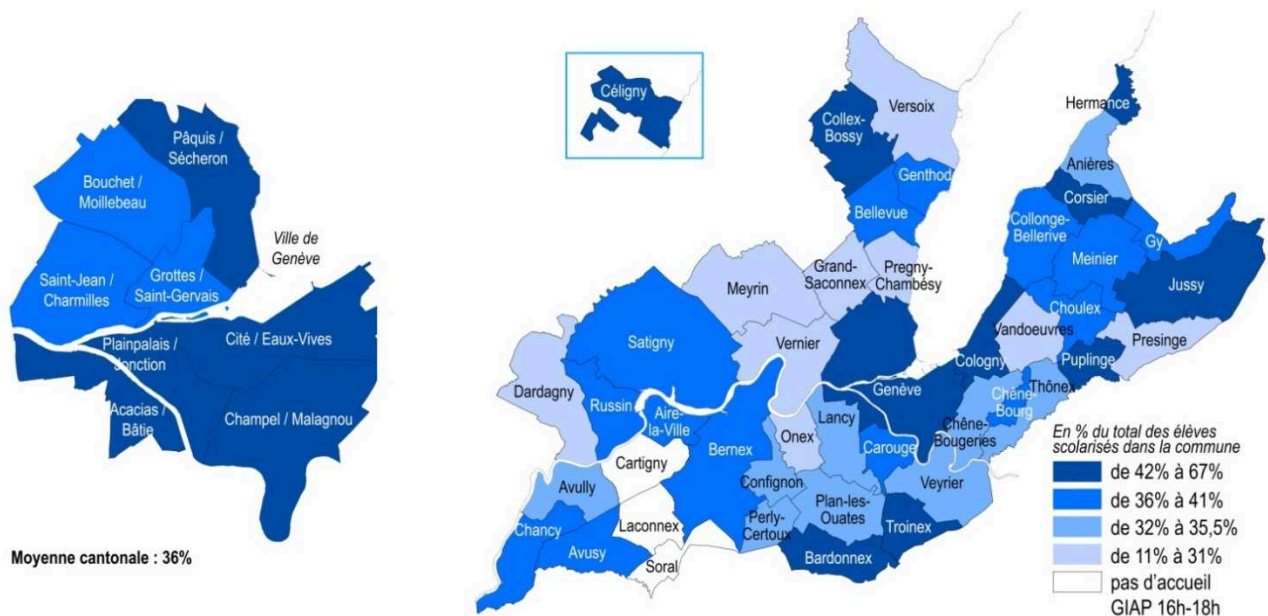 Pâquis /
Sécheron
Bouchet /
Moillebeau
Ville de
Genève
Saint-Jean /
Charmilles
Grottes /
Saint-Gervais
Plainpalais /
Jonction
Cité / Eaux-Vives
Acacias /
Bâtie
Champel / Malagnou
Moyenne cantonale : 36%
Céligny
Versoix
Collex-
Bossy
Genthod
Bellevue
Hermance
Anières
Corsier
Collonge-
Bellerive
Gy
Meinier
Jussy
Choulex
Vandoeuvres
Presinge
Puplinge
Cologny
Thônex
Chêne-
Bourg
Chêne-
Bougeries
Grand-
Saconnex
Pregny-
Chambésy
Meyrin
Vernier
Satigny
Genève
Dardagny
Russin
Aire-
la-Ville
Lancy
Onex
Carouge
Bernex
Cartigny
Confignon
Veyrier
Avully
Plan-les-
Ouates
Perly-
Certoux
Troinex
Chancy
Laconnex
Avusy
Soral
Bardonnex
En % du total des élèves
scolarisés dans la commune
de 42% à 67%
de 36% à 41%
de 32% à 35,5%
de 11% à 31%
pas d'accueil
GIAP 16h-18h